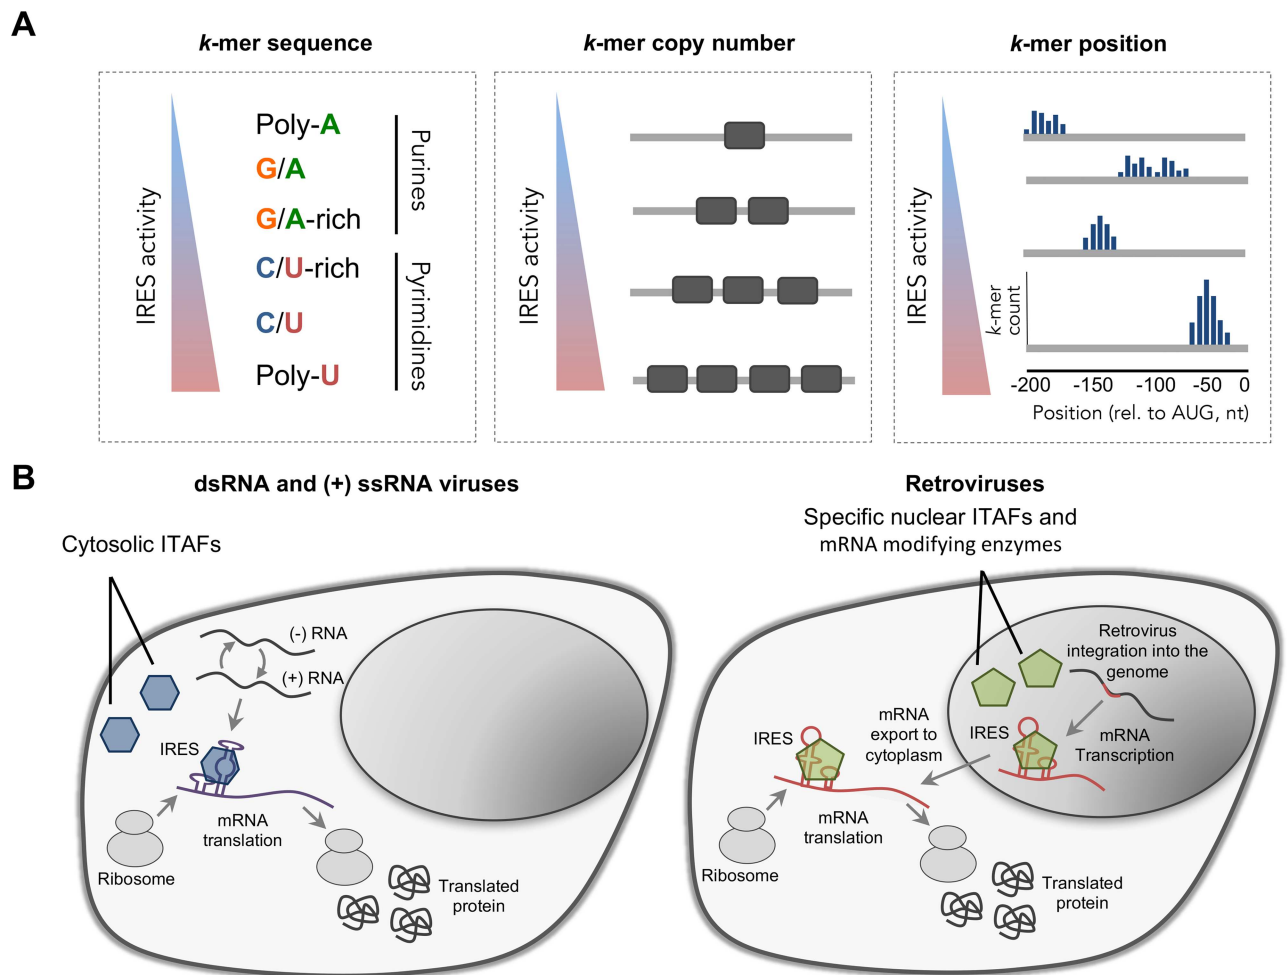 A
k-mer sequence
IRES activity
Poly-A
G/A
G/A-rich
C/U-rich
C/U
Poly-U
Purines
Pyrimidines
k-mer copy number
IRES activity
k-mer position
IRES activity
k-mer
count
-200 -150 -100 -50 0
Position (rel. to AUG, nt)
B
dsRNA and (+) ssRNA viruses
Cytosolic ITAFs
(-) RNA
(+) RNA
IRES
mRNA
translation
Ribosome
Translated
protein
Retroviruses
Specific nuclear ITAFs and
mRNA modifying enzymes
Retrovirus
integration into the
genome
mRNA
Transcription
IRES
mRNA
export to
cytoplasm
IRES
mRNA
translation
Ribosome
Translated
protein